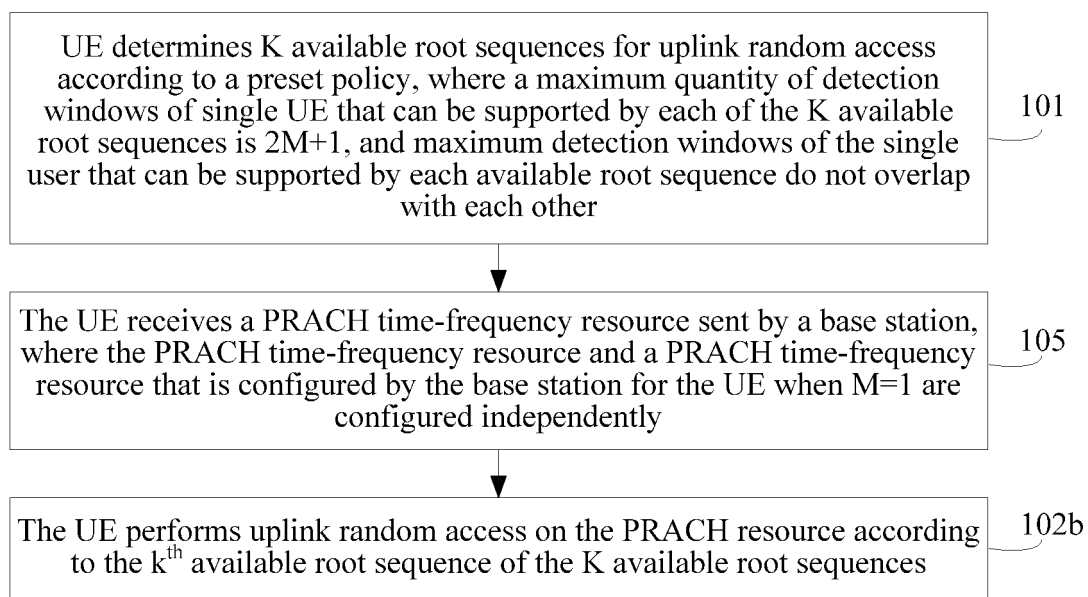 UE determines K available root sequences for uplink random access
according to a preset policy, where a maximum quantity of detection
windows of single UE that can be supported by each of the K available
root sequences is 2M+1, and maximum detection windows of the single
user that can be supported by each available root sequence do not overlap
with each other
101
The UE receives a PRACH time-frequency resource sent by a base station,
where the PRACH time-frequency resource and a PRACH time-frequency
resource that is configured by the base station for the UE when M=1 are
configured independently
105
The UE performs uplink random access on the PRACH resource according
to the kth available root sequence of the K available root sequences
102b